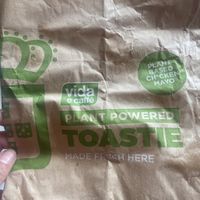 vida
e caffè
PLANT POWERED
TOASTIE
MADE FRESH HERE
PLANT
BASED
CHICKEN
MAYO